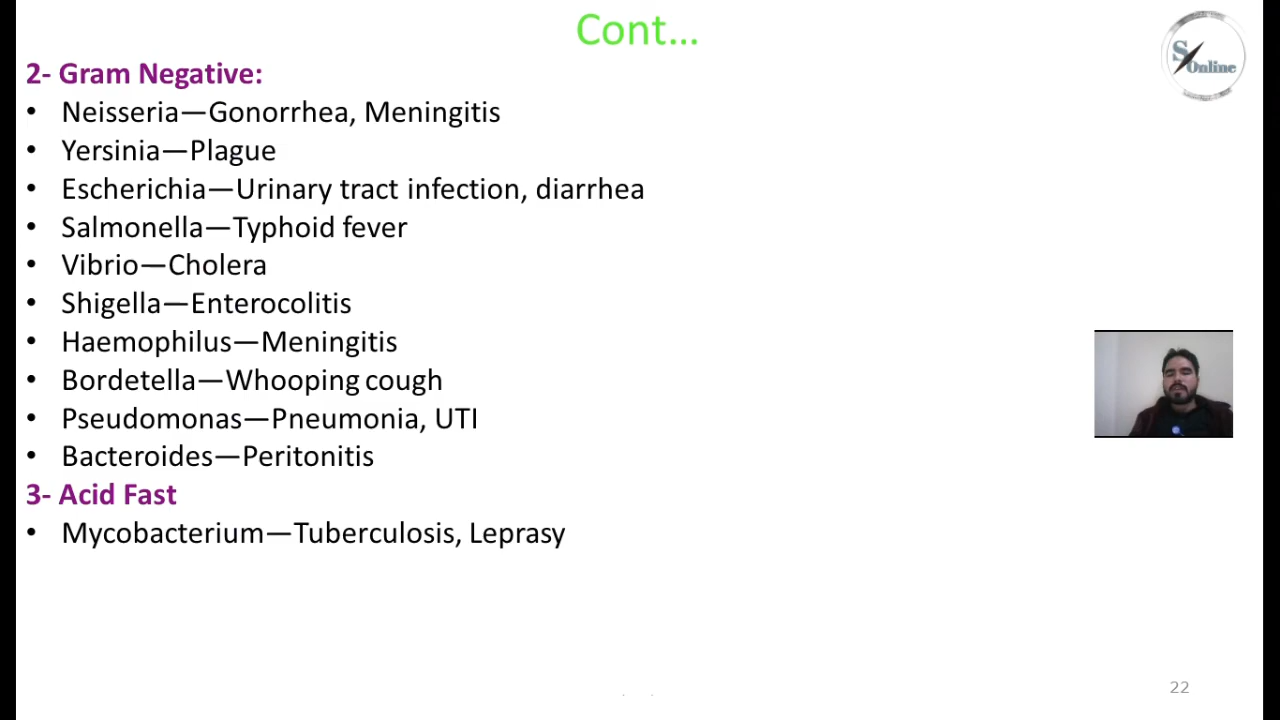 Cont...
S Online
2- Gram Negative:
• Neisseria—Gonorrhea, Meningitis
• Yersinia—Plague
• Escherichia—Urinary tract infection, diarrhea
• Salmonella—Typhoid fever
• Vibrio—Cholera
• Shigella—Enterocolitis
• Haemophilus—Meningitis
• Bordetella—Whooping cough
• Pseudomonas—Pneumonia, UTI
• Bacteroides—Peritonitis
3- Acid Fast
• Mycobacterium—Tuberculosis, Leprasy
22